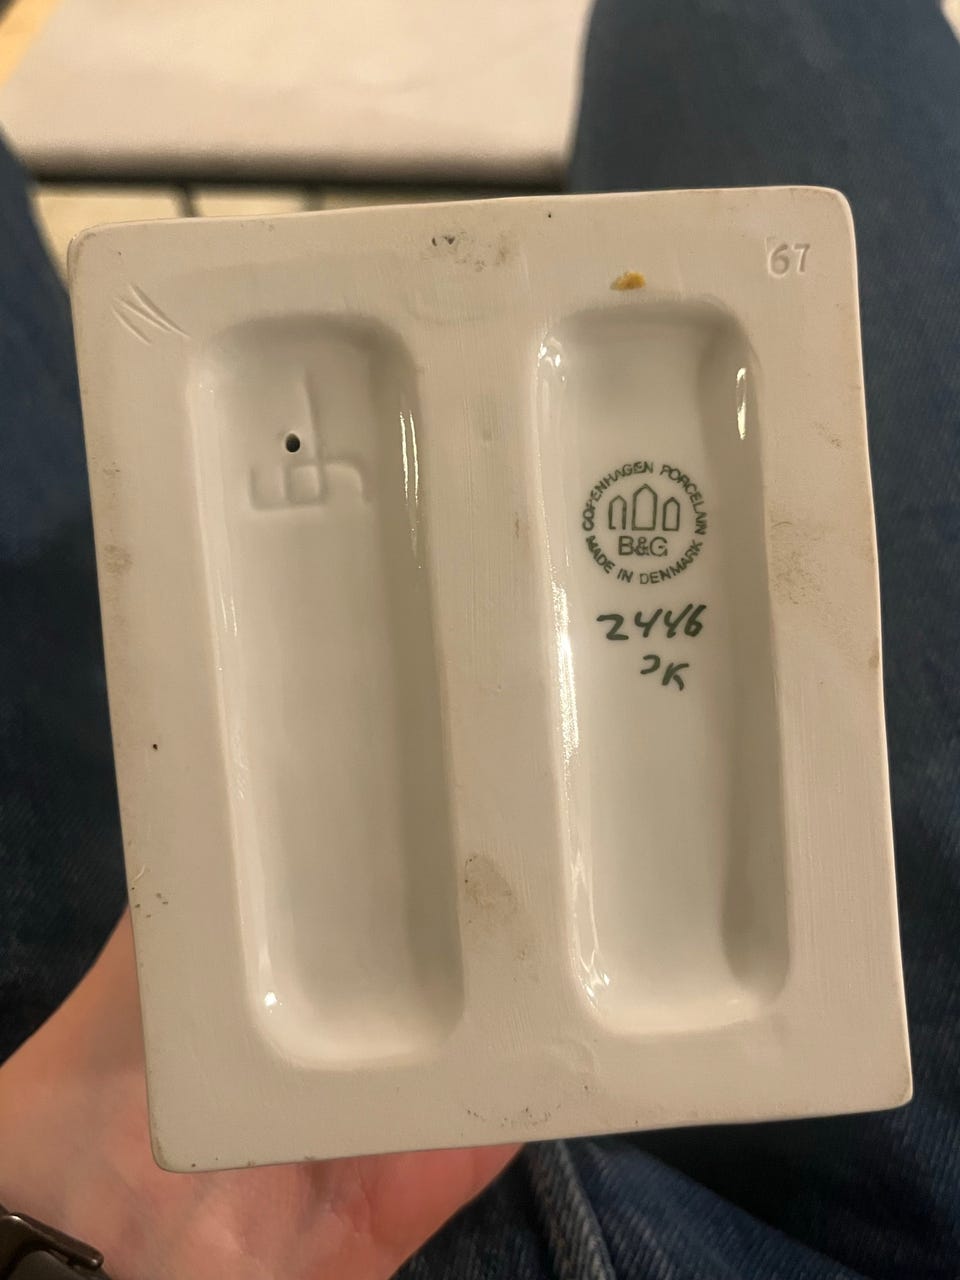 67
COPENHAGEN PORCELAIN
B&G
MADE IN DENMARK
2446
JK